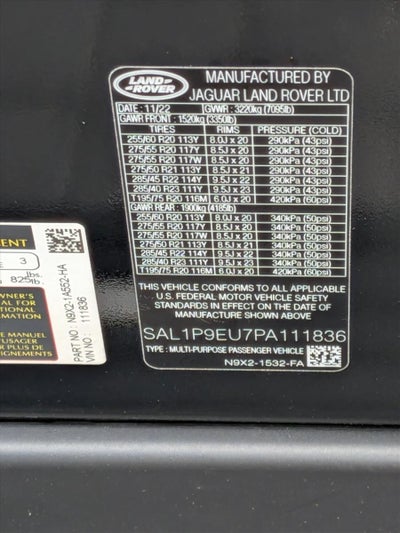 LAND ROVER
MANUFACTURED BY
JAGUAR LAND ROVER LTD
DATE : 11/22 GVWR : 3220kg (7095lb)
GAWR FRONT : 1520kg (3350lb)
TIRES RIMS PRESSURE (COLD)
255/60 R20 113Y 8.0J x 20 290kPa (43psi)
275/55 R20 117Y 8.5J x 20 290kPa (43psi)
275/55 R20 117W 8.5J x 20 290kPa (43psi)
275/50 R21 113Y 8.5J x 21 290kPa (43psi)
285/45 R22 114Y 9.5J x 22 290kPa (43psi)
285/40 R23 111Y 9.5J x 23 290kPa (43psi)
T195/75 R20 116M 6.0J x 20 420kPa (60psi)
GAWR REAR : 1900kg (4185lb)
255/60 R20 113Y 8.0J x 20 340kPa (50psi)
275/55 R20 117Y 8.5J x 20 340kPa (50psi)
275/55 R20 117W 8.5J x 20 340kPa (50psi)
275/50 R21 113Y 8.5J x 21 340kPa (50psi)
285/45 R22 114Y 9.5J x 22 340kPa (50psi)
285/40 R23 111Y 9.5J x 23 340kPa (50psi)
T195/75 R20 116M 6.0J x 20 420kPa (60psi)
THIS VEHICLE CONFORMS TO ALL APPLICABLE
U.S. FEDERAL MOTOR VEHICLE SAFETY
STANDARDS IN EFFECT ON THE DATE OF
MANUFACTURE SHOWN ABOVE
SAL1P9EU7PA111836
TYPE : MULTI-PURPOSE PASSENGER VEHICLE
N9X2-1532-FA
3
lbs.
825lb.
OWNER'S
AL FOR
TIONAL
MATION
E MANUEL
USAGER
R PLUS DE
IGNEMENTS
PART NO : N9X2-1A552-HA
VIN NO : 111836